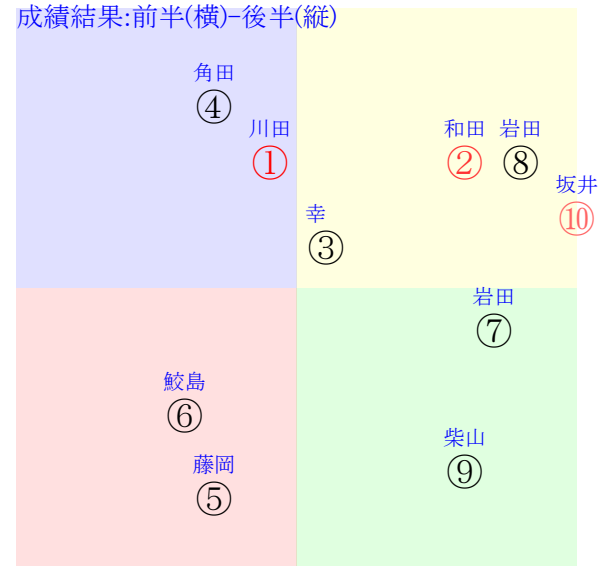 成績結果:前半(横)-後半(縦)
角田
④
川田
①
和田
②
岩田
⑧
坂井
⑩
幸
③
岩田
⑦
鮫島
⑥
柴山
⑨
藤岡
⑤